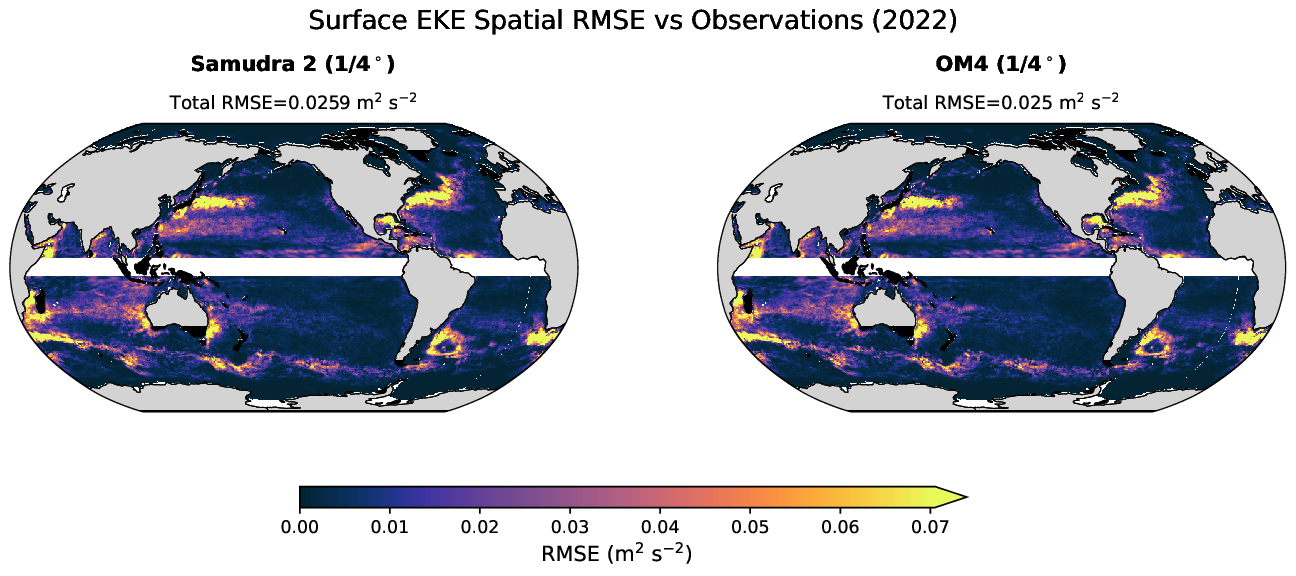 Surface EKE Spatial RMSE vs Observations (2022)
Samudra 2 (1/4°)
Total RMSE=0.0259 m² s⁻²
OM4 (1/4°)
Total RMSE=0.025 m² s⁻²
0.00 0.01 0.02 0.03 0.04 0.05 0.06 0.07
RMSE (m² s⁻²)